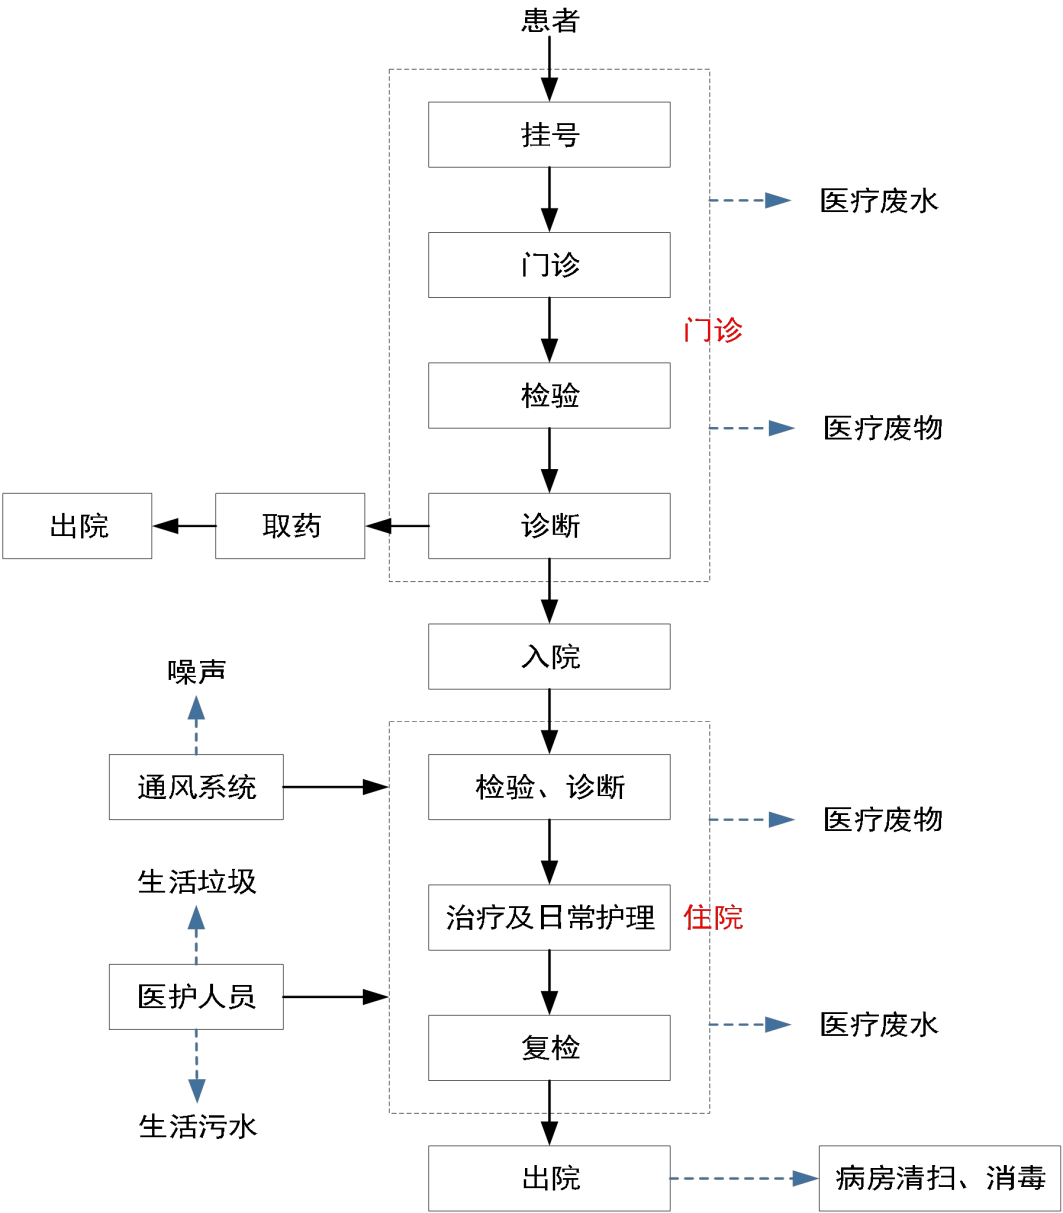 患者
挂号
医疗废水
门诊
门诊
检验
医疗废物
出院
取药
诊断
入院
噪声
通风系统
检验、诊断
医疗废物
生活垃圾
治疗及日常护理
住院
医护人员
医疗废水
复检
生活污水
出院
病房清扫、消毒